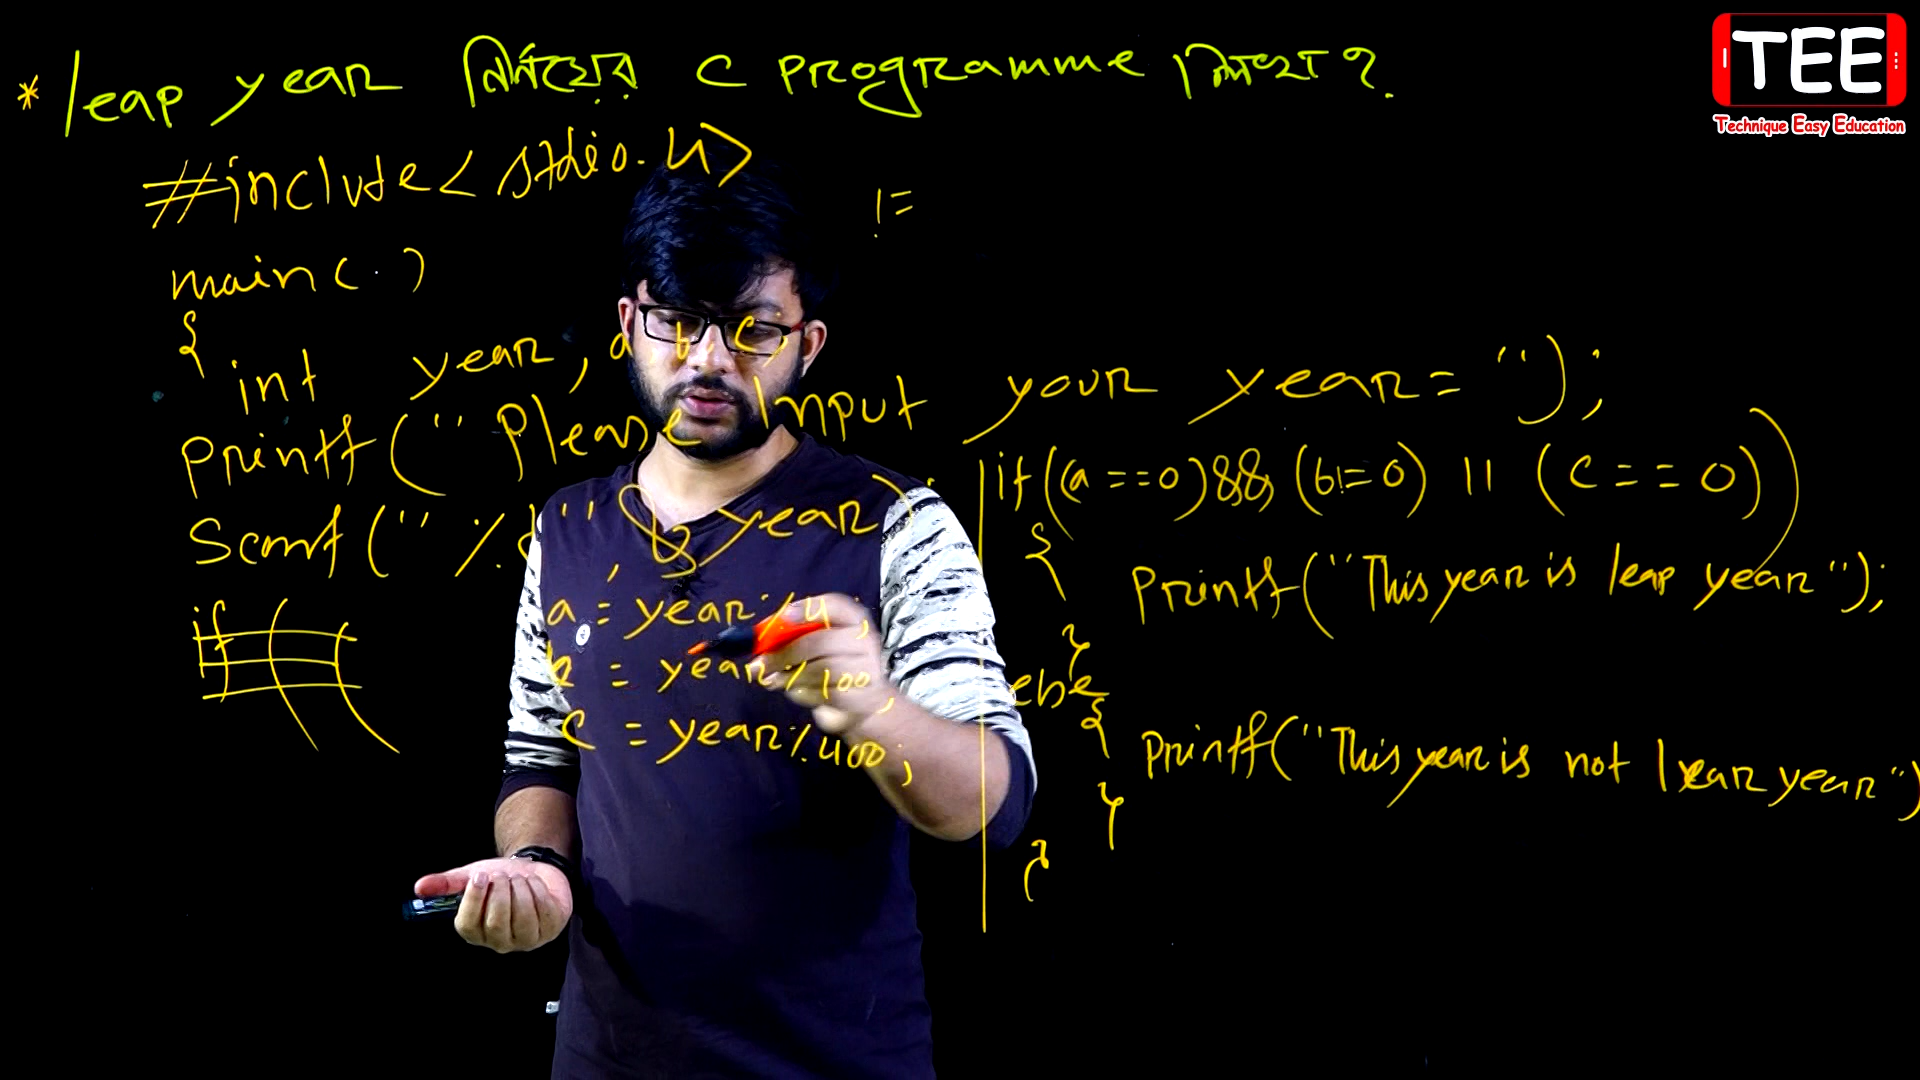 * leap year নির্ণয়ের C programme লিখো?
#include< stdio.h>
!=
main( )
{
int year, a, b, c;
Printf(" Please Input your year= ");
Scanf(" %d", & year);
if
a = year % 4;
b = year % 100;
c = year % 400;
if((a == 0) && (b!=0) || (c == 0))
{
Printf("This year is leap year");
}
else
{
Printf("This year is not lear year")
}
}
TEE
Technique Easy Education